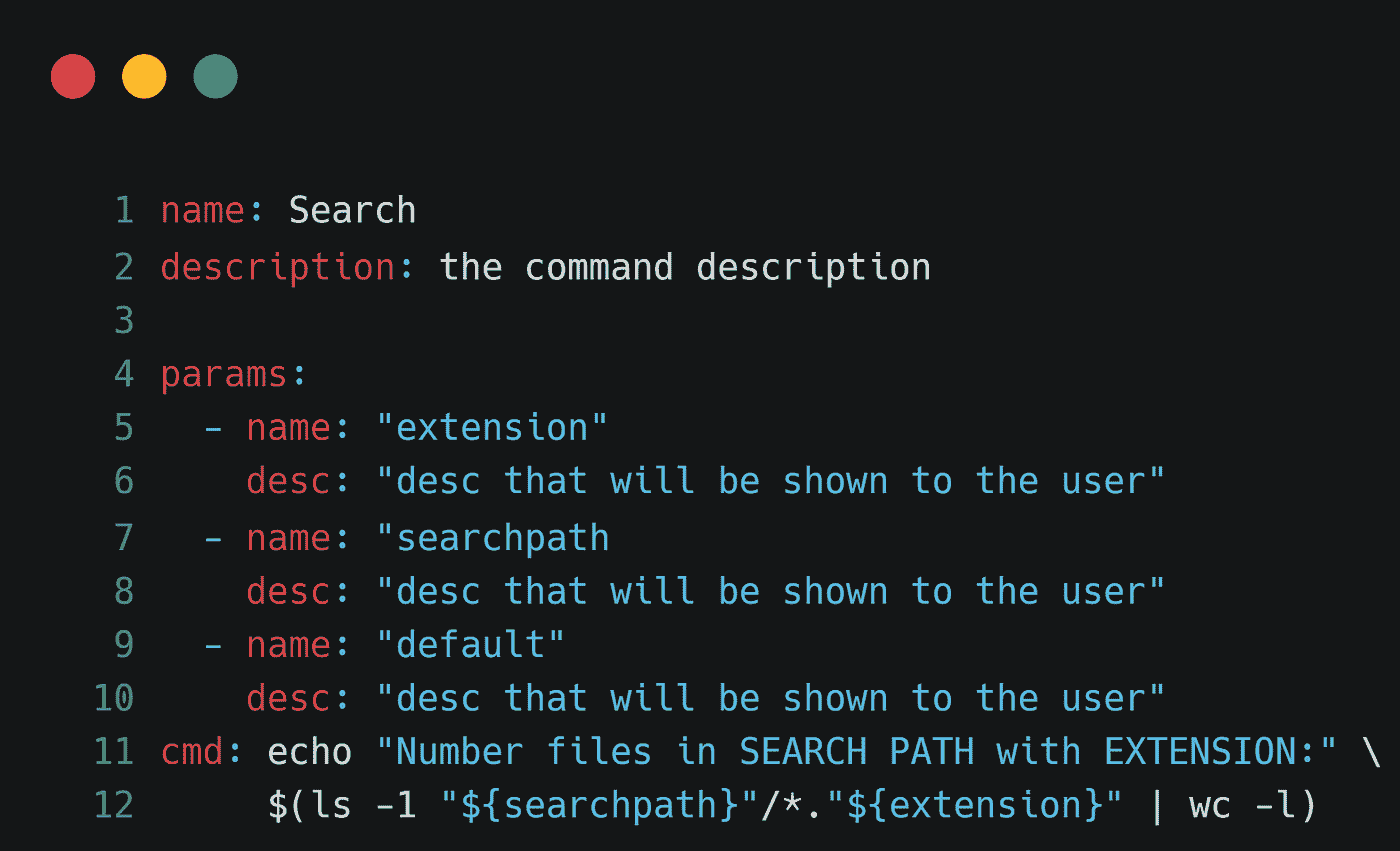 1 name: Search
2 description: the command description
3
4 params:
5   - name: "extension"
6     desc: "desc that will be shown to the user"
7   - name: "searchpath
8     desc: "desc that will be shown to the user"
9   - name: "default"
10     desc: "desc that will be shown to the user"
11 cmd: echo "Number files in SEARCH PATH with EXTENSION:" \
12      $(ls -1 "${searchpath}"/*."${extension}" | wc -l)